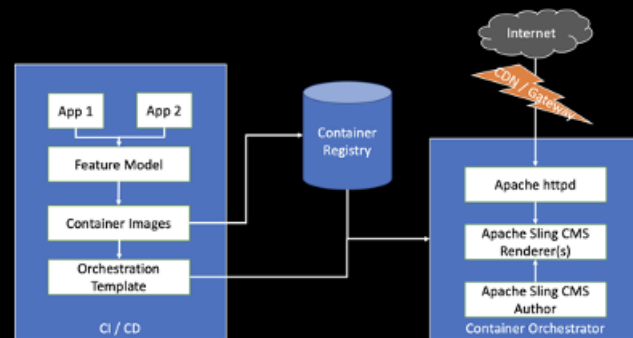 Internet
CDN / Gateway
App 1
App 2
Container
Registry
Feature Model
Apache httpd
Container Images
Apache Sling CMS
Renderer(s)
Orchestration
Template
Apache Sling CMS
Author
CI / CD
Container Orchestrator